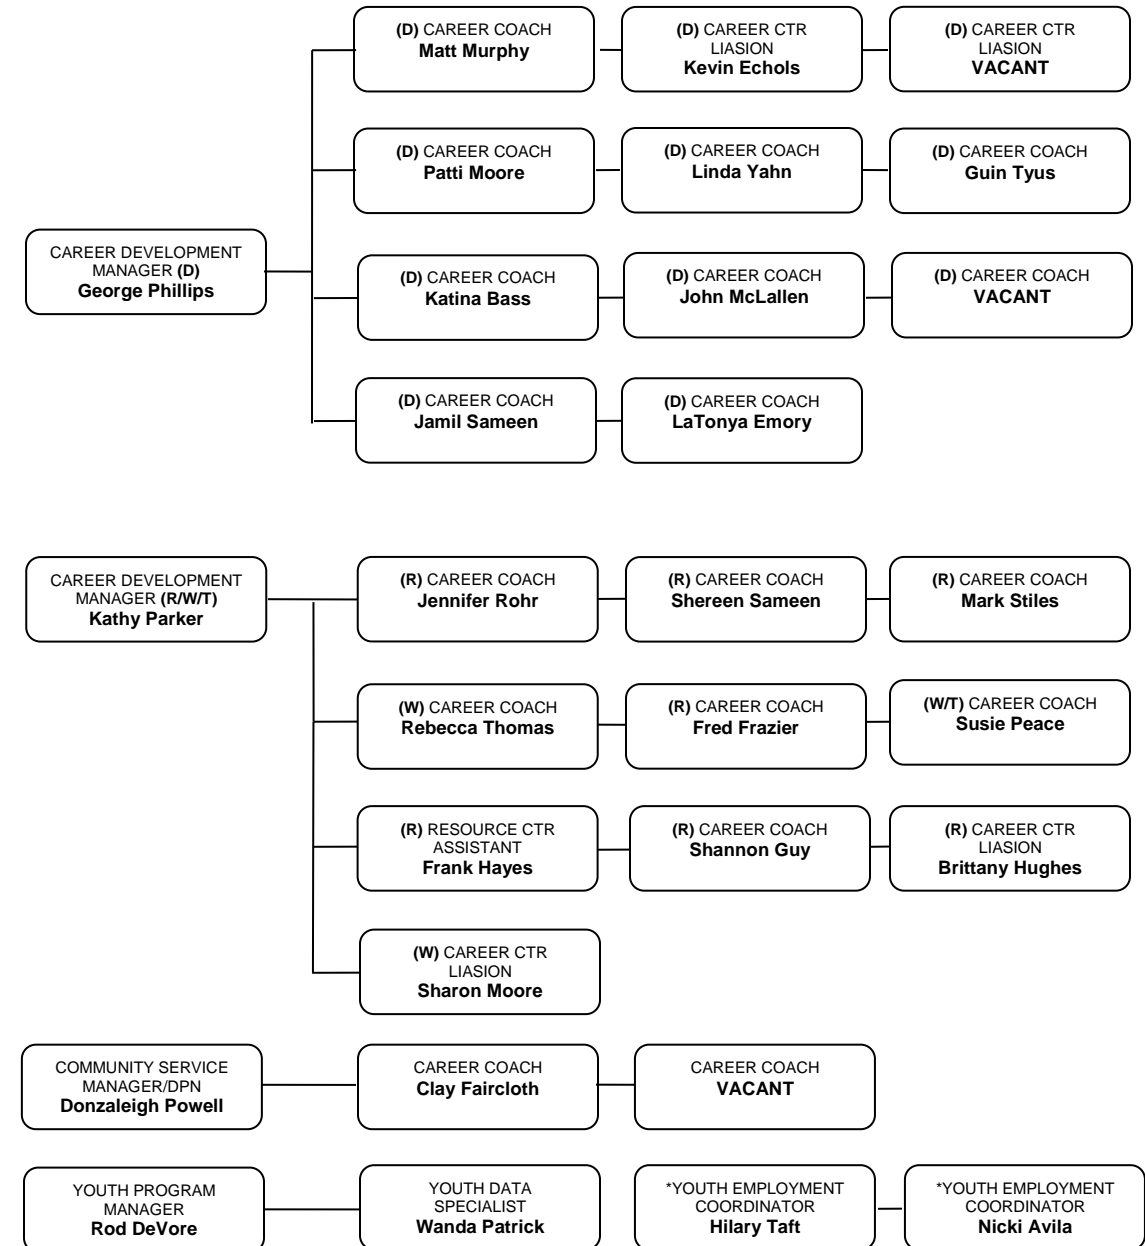 (D) CAREER COACH
Matt Murphy
(D) CAREER CTR
LIASION
Kevin Echols
(D) CAREER CTR
LIASION
VACANT
(D) CAREER COACH
Patti Moore
(D) CAREER COACH
Linda Yahn
(D) CAREER COACH
Guin Tyus
CAREER DEVELOPMENT
MANAGER (D)
George Phillips
(D) CAREER COACH
Katina Bass
(D) CAREER COACH
John McLallen
(D) CAREER COACH
VACANT
(D) CAREER COACH
Jamil Sameen
(D) CAREER COACH
LaTonya Emory
CAREER DEVELOPMENT
MANAGER (R/W/T)
Kathy Parker
(R) CAREER COACH
Jennifer Rohr
(R) CAREER COACH
Shereen Sameen
(R) CAREER COACH
Mark Stiles
(W) CAREER COACH
Rebecca Thomas
(R) CAREER COACH
Fred Frazier
(W/T) CAREER COACH
Susie Peace
(R) RESOURCE CTR
ASSISTANT
Frank Hayes
(R) CAREER COACH
Shannon Guy
(R) CAREER CTR
LIASION
Brittany Hughes
(W) CAREER CTR
LIASION
Sharon Moore
COMMUNITY SERVICE
MANAGER/DPN
Donzaleigh Powell
CAREER COACH
Clay Faircloth
CAREER COACH
VACANT
YOUTH PROGRAM
MANAGER
Rod DeVore
YOUTH DATA
SPECIALIST
Wanda Patrick
*YOUTH EMPLOYMENT
COORDINATOR
Hilary Taft
*YOUTH EMPLOYMENT
COORDINATOR
Nicki Avila